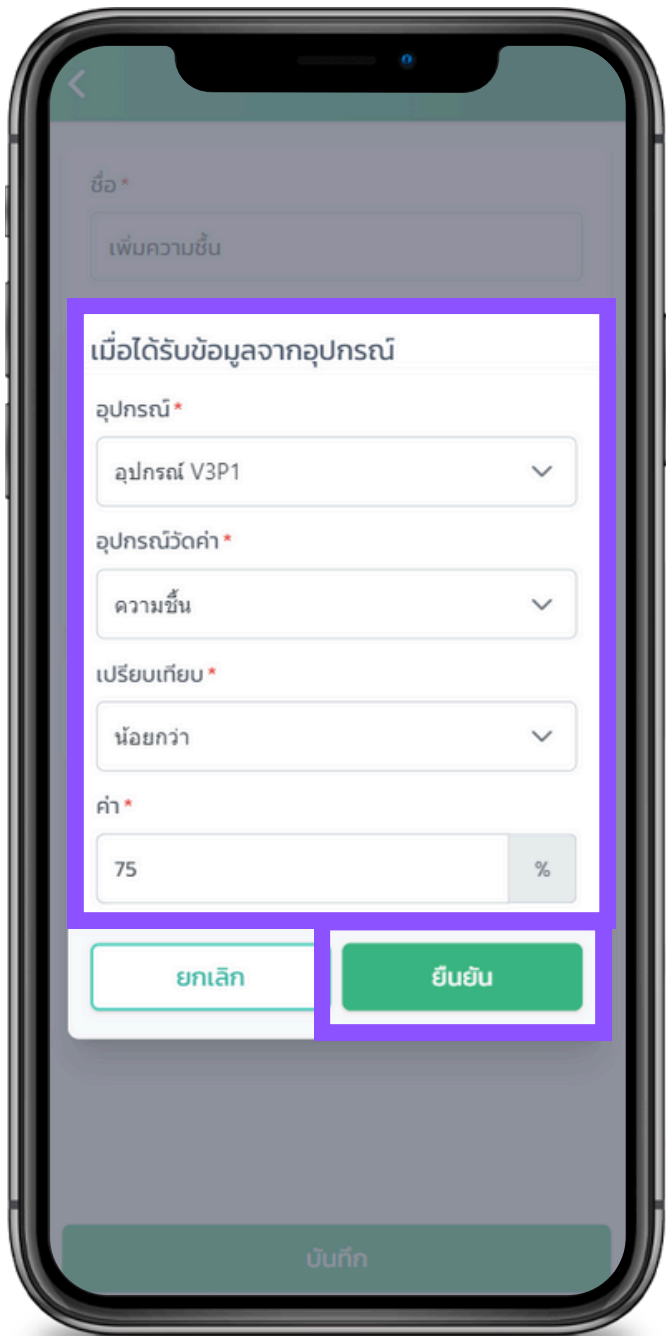 ชื่อ *
เพิ่มความชื้น
เมื่อได้รับข้อมูลจากอุปกรณ์
อุปกรณ์ *
อุปกรณ์ V3P1
อุปกรณ์วัดค่า *
ความชื้น
เปรียบเทียบ *
น้อยกว่า
ค่า *
75 %
ยกเลิก ยืนยัน
บันทึก